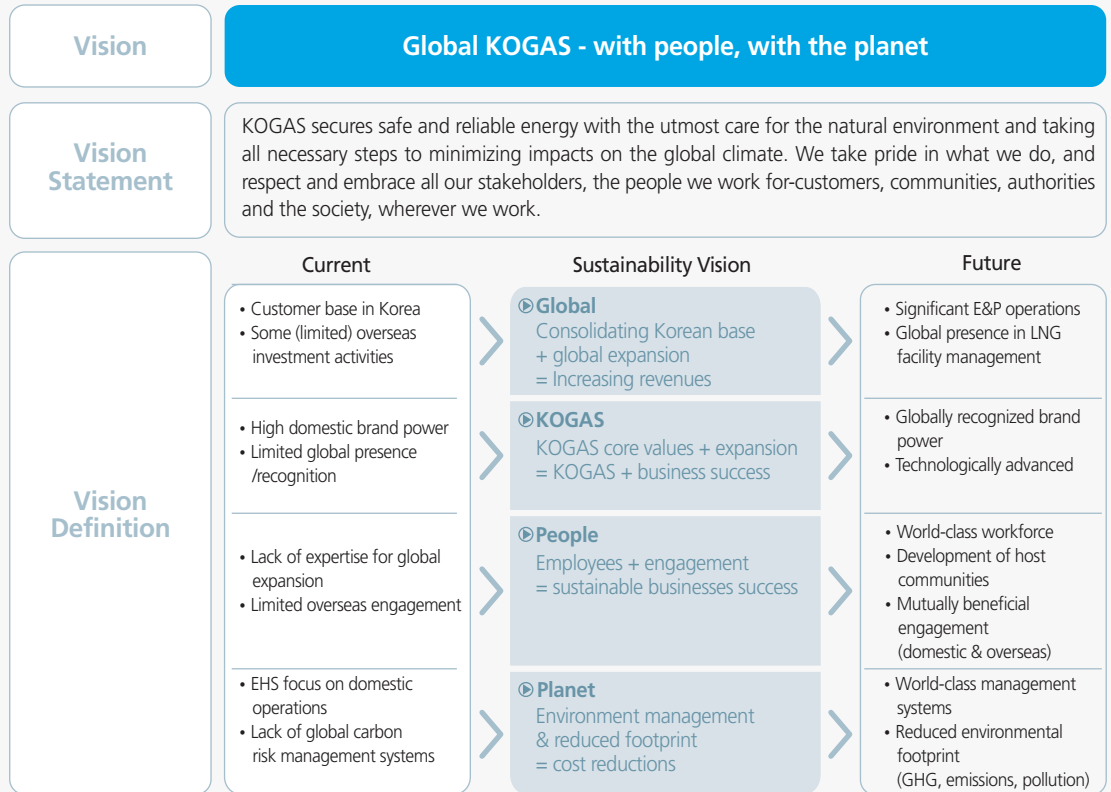 Vision
Global KOGAS - with people, with the planet
Vision
Statement
KOGAS secures safe and reliable energy with the utmost care for the natural environment and taking
all necessary steps to minimizing impacts on the global climate. We take pride in what we do, and
respect and embrace all our stakeholders, the people we work for-customers, communities, authorities
and the society, wherever we work.
Vision
Definition
Current
Sustainability Vision
Future
• Customer base in Korea
• Some (limited) overseas
investment activities
Global
Consolidating Korean base
+ global expansion
= Increasing revenues
• Significant E&P operations
• Global presence in LNG
facility management
• High domestic brand power
• Limited global presence
/recognition
KOGAS
KOGAS core values + expansion
= KOGAS + business success
• Globally recognized brand
power
• Technologically advanced
• Lack of expertise for global
expansion
• Limited overseas engagement
People
Employees + engagement
= sustainable businesses success
• World-class workforce
• Development of host
communities
• Mutually beneficial
engagement
(domestic & overseas)
• EHS focus on domestic
operations
• Lack of global carbon
risk management systems
Planet
Environment management
& reduced footprint
= cost reductions
• World-class management
systems
• Reduced environmental
footprint
(GHG, emissions, pollution)